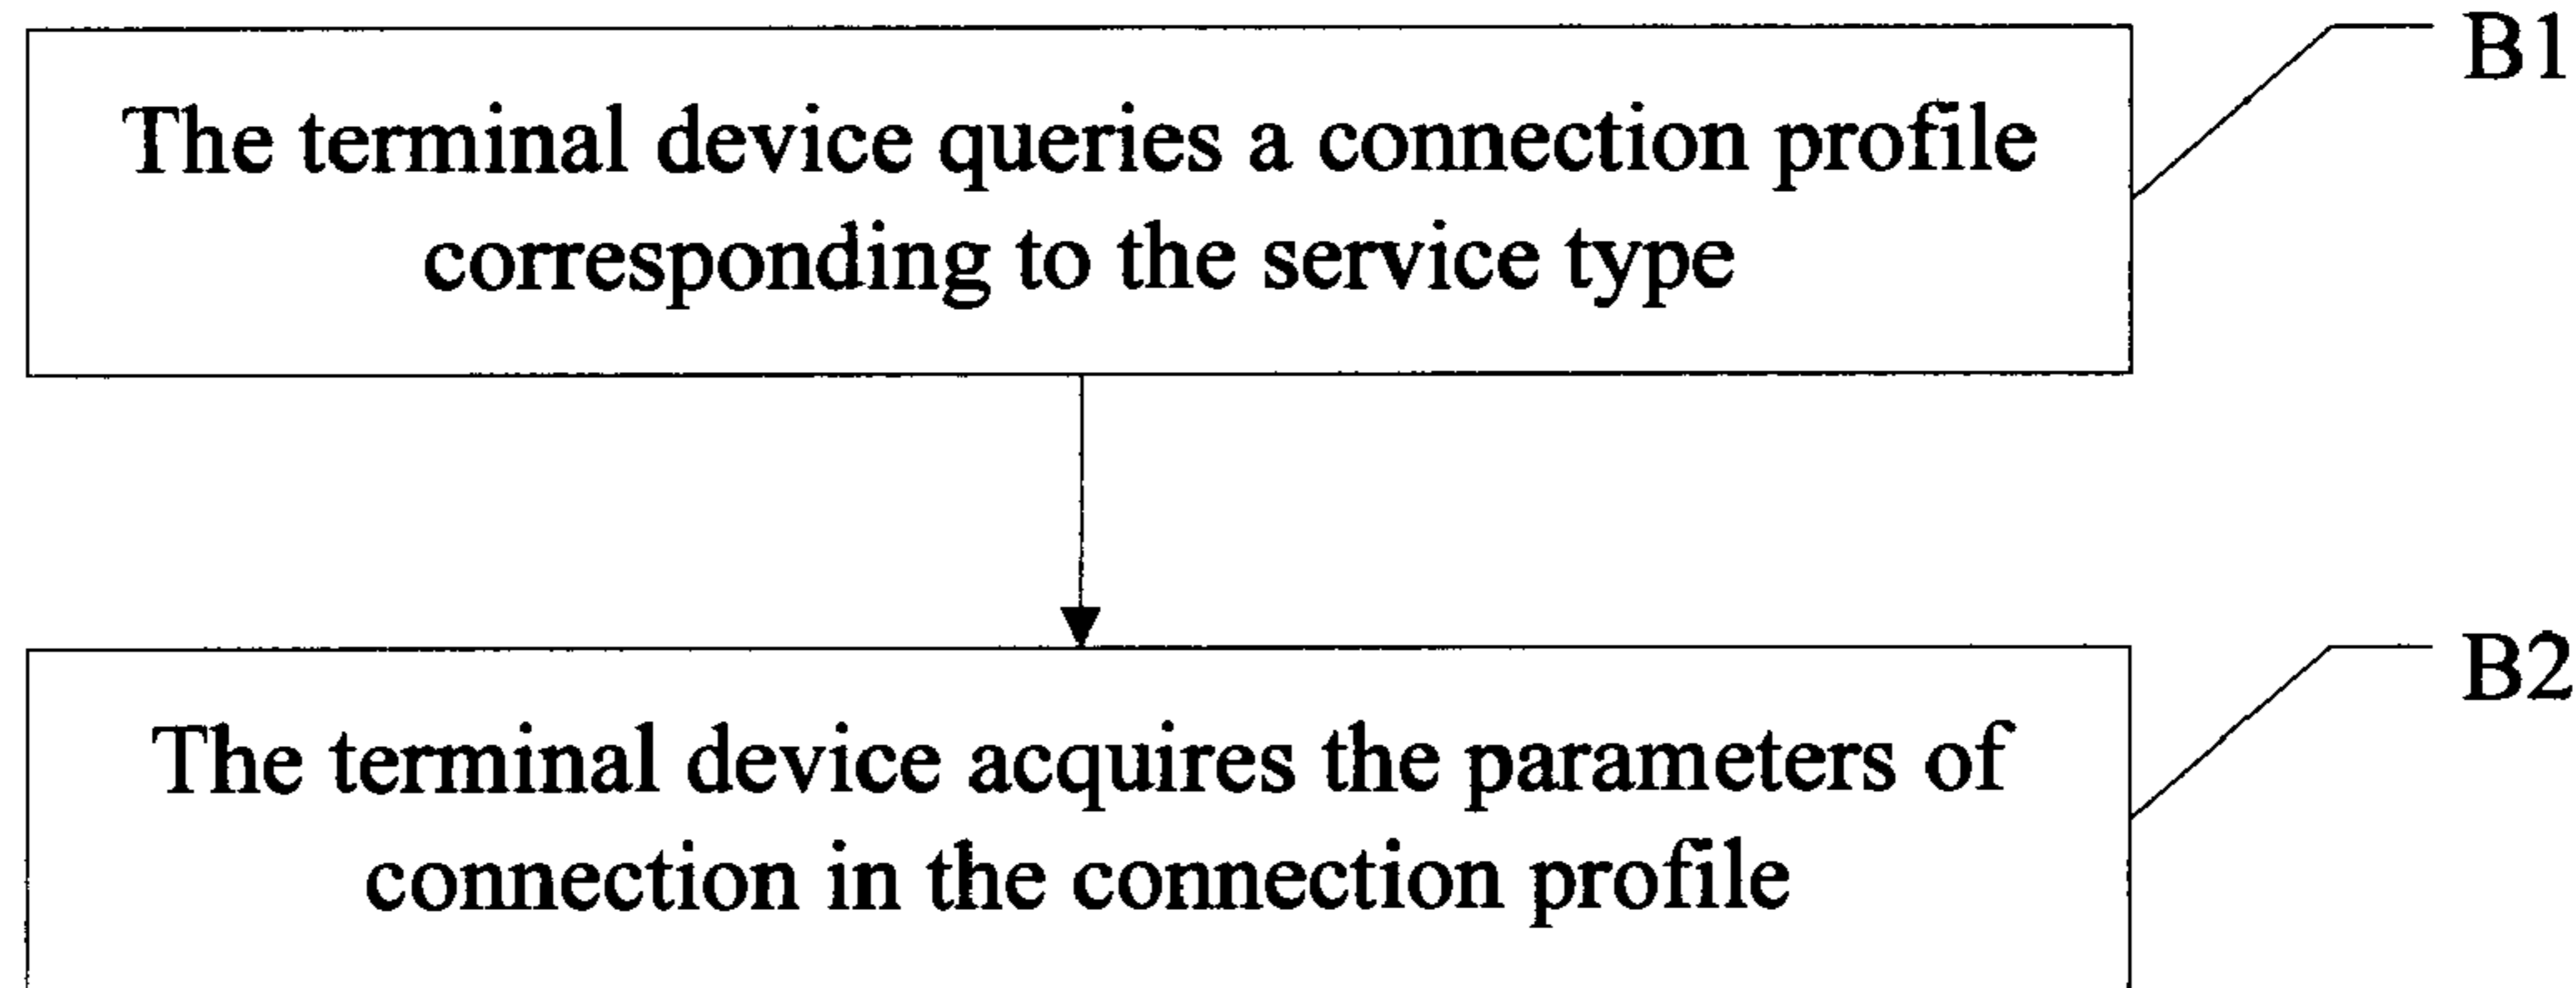 B1
The terminal device queries a connection profile
corresponding to the service type
B2
The terminal device acquires the parameters of
connection in the connection profile